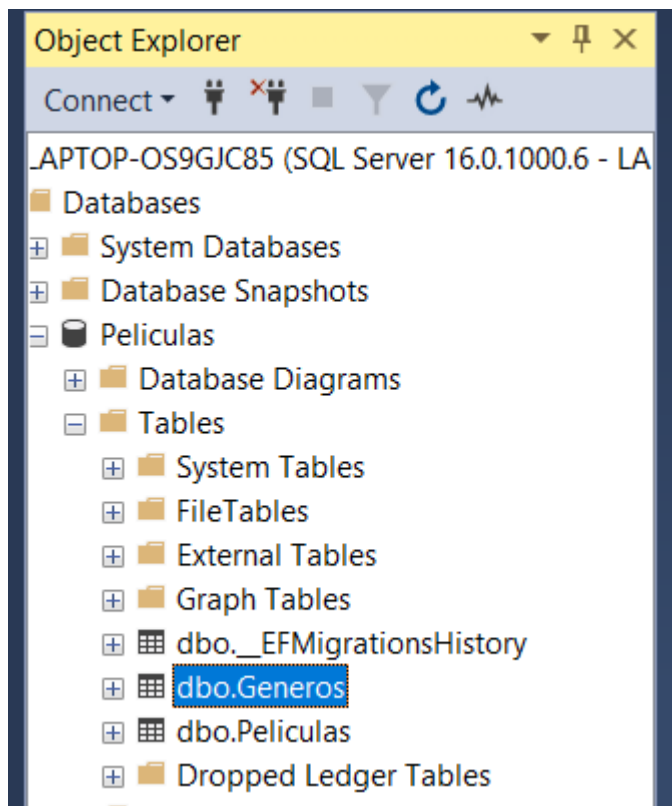 Object Explorer
Connect
_APTOP-OS9GJC85 (SQL Server 16.0.1000.6 - LA
Databases
System Databases
Database Snapshots
Peliculas
Database Diagrams
Tables
System Tables
FileTables
External Tables
Graph Tables
dbo.__EFMigrationsHistory
dbo.Generos
dbo.Peliculas
Dropped Ledger Tables